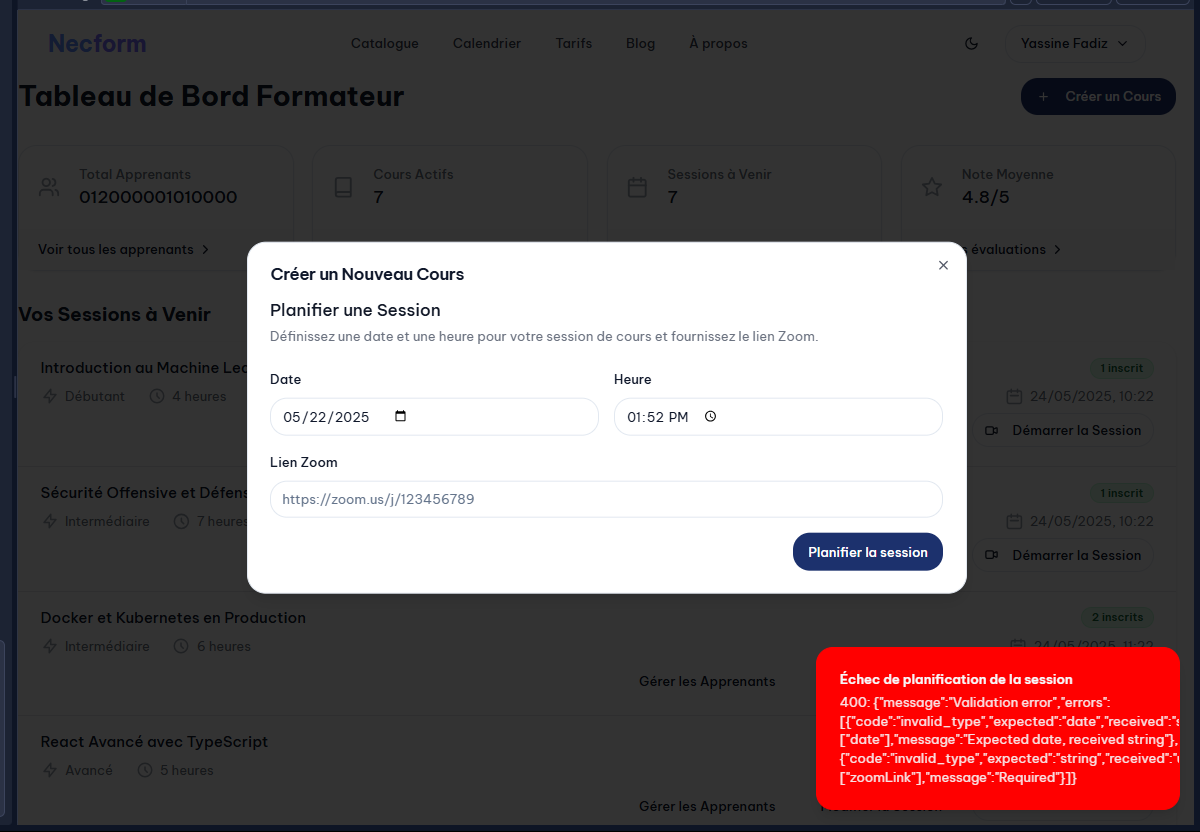 Necform
Catalogue
Calendrier
Tarifs
Blog
À propos
Yassine Fadiz
Tableau de Bord Formateur
+ Créer un Cours
Total Apprenants
012000001010000
Cours Actifs
7
Sessions à Venir
7
Note Moyenne
4.8/5
Voir tous les apprenants
évaluations
Créer un Nouveau Cours
Planifier une Session
Définissez une date et une heure pour votre session de cours et fournissez le lien Zoom.
Date
Heure
05/22/2025
01:52 PM
Lien Zoom
https://zoom.us/j/123456789
Planifier la session
Vos Sessions à Venir
Introduction au Machine Lea
1 inscrit
Débutant
4 heures
24/05/2025, 10:22
Démarrer la Session
Sécurité Offensive et Défens
1 inscrit
Intermédiaire
7 heures
24/05/2025, 10:22
Démarrer la Session
Docker et Kubernetes en Production
2 inscrits
Intermédiaire
6 heures
24/05/2025, 11:22
Gérer les Apprenants
React Avancé avec TypeScript
Avancé
5 heures
Gérer les Apprenants
Échec de planification de la session
400: {"message":"Validation error","errors":
[{"code":"invalid_type","expected":"date","received":"s
["date"],"message":"Expected date, received string"},
{"code":"invalid_type","expected":"string","received":"u
["zoomLink"],"message":"Required"}]}